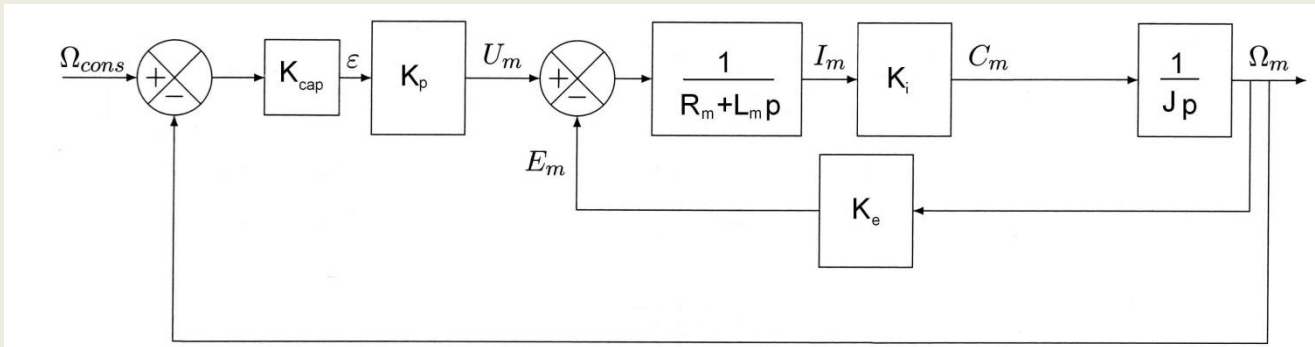 Ω_cons
+
−
K_cap
ε
K_p
U_m
+
−
1
R_m+L_m p
I_m
K_i
C_m
1
J p
Ω_m
E_m
K_e